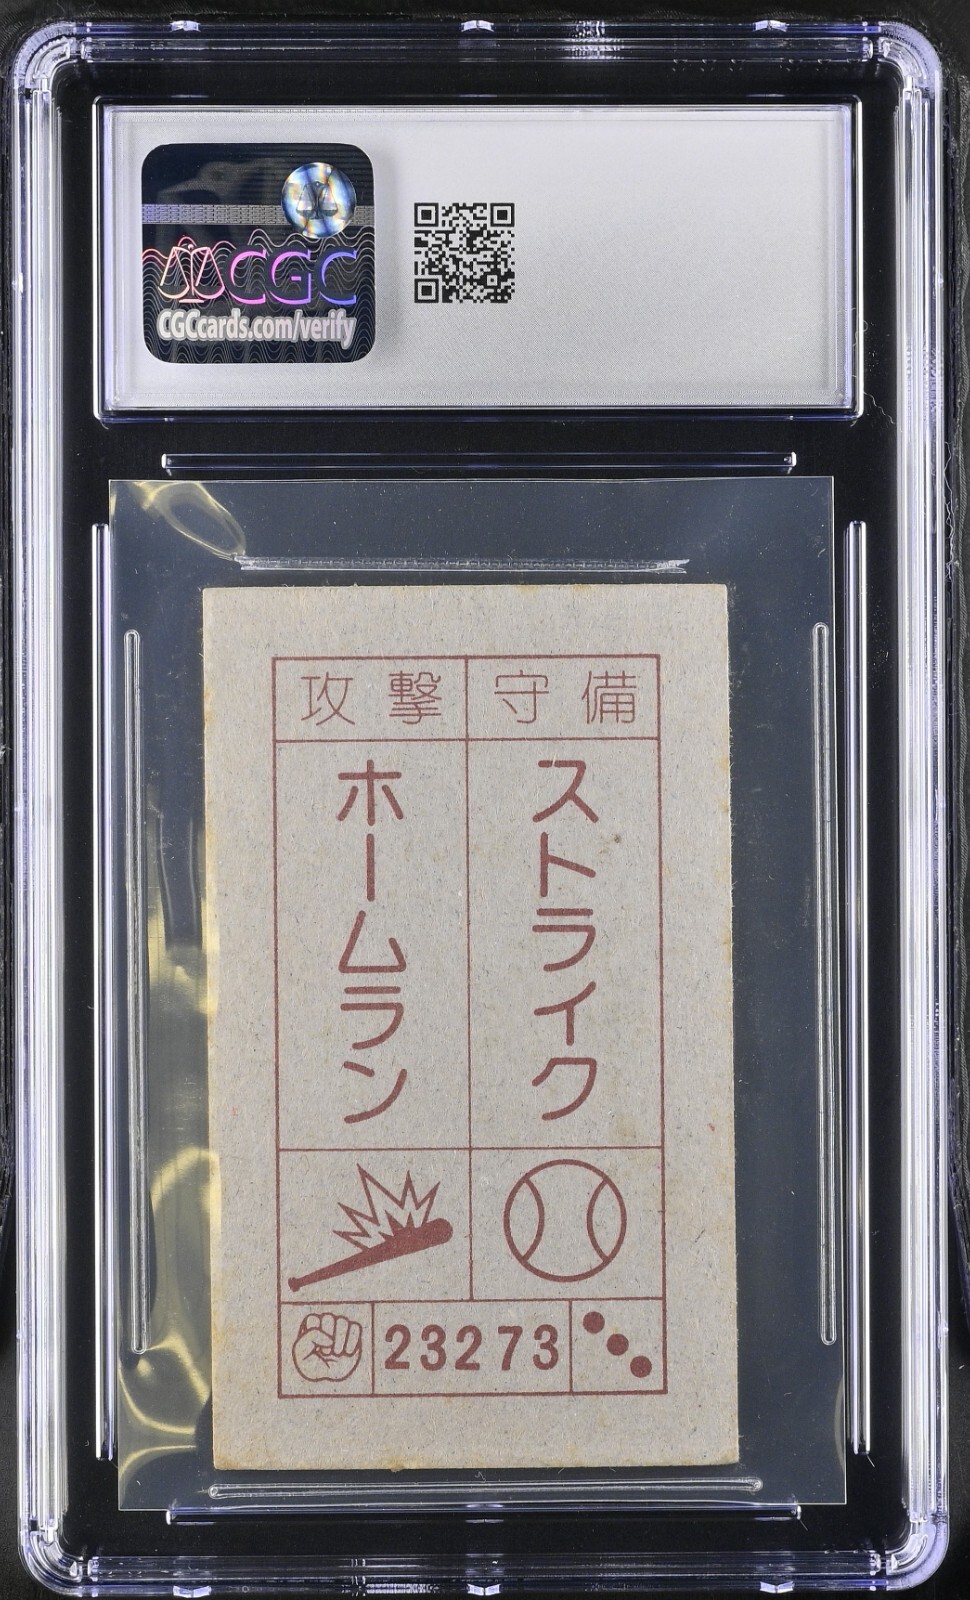 CGC
CGCcards.com/verify
攻撃 守備
ホームラン
ストライク
23273